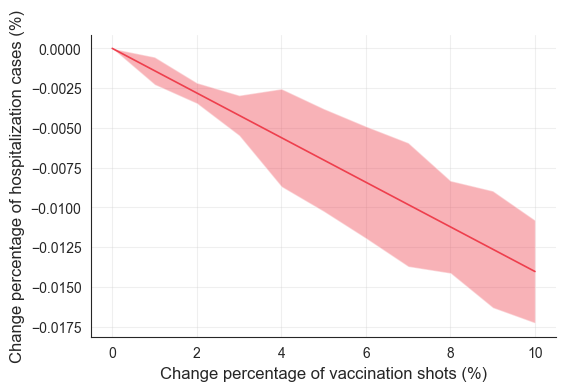 Change percentage of hospitalization cases (%)
0.0000
−0.0025
−0.0050
−0.0075
−0.0100
−0.0125
−0.0150
−0.0175
0 2 4 6 8 10
Change percentage of vaccination shots (%)